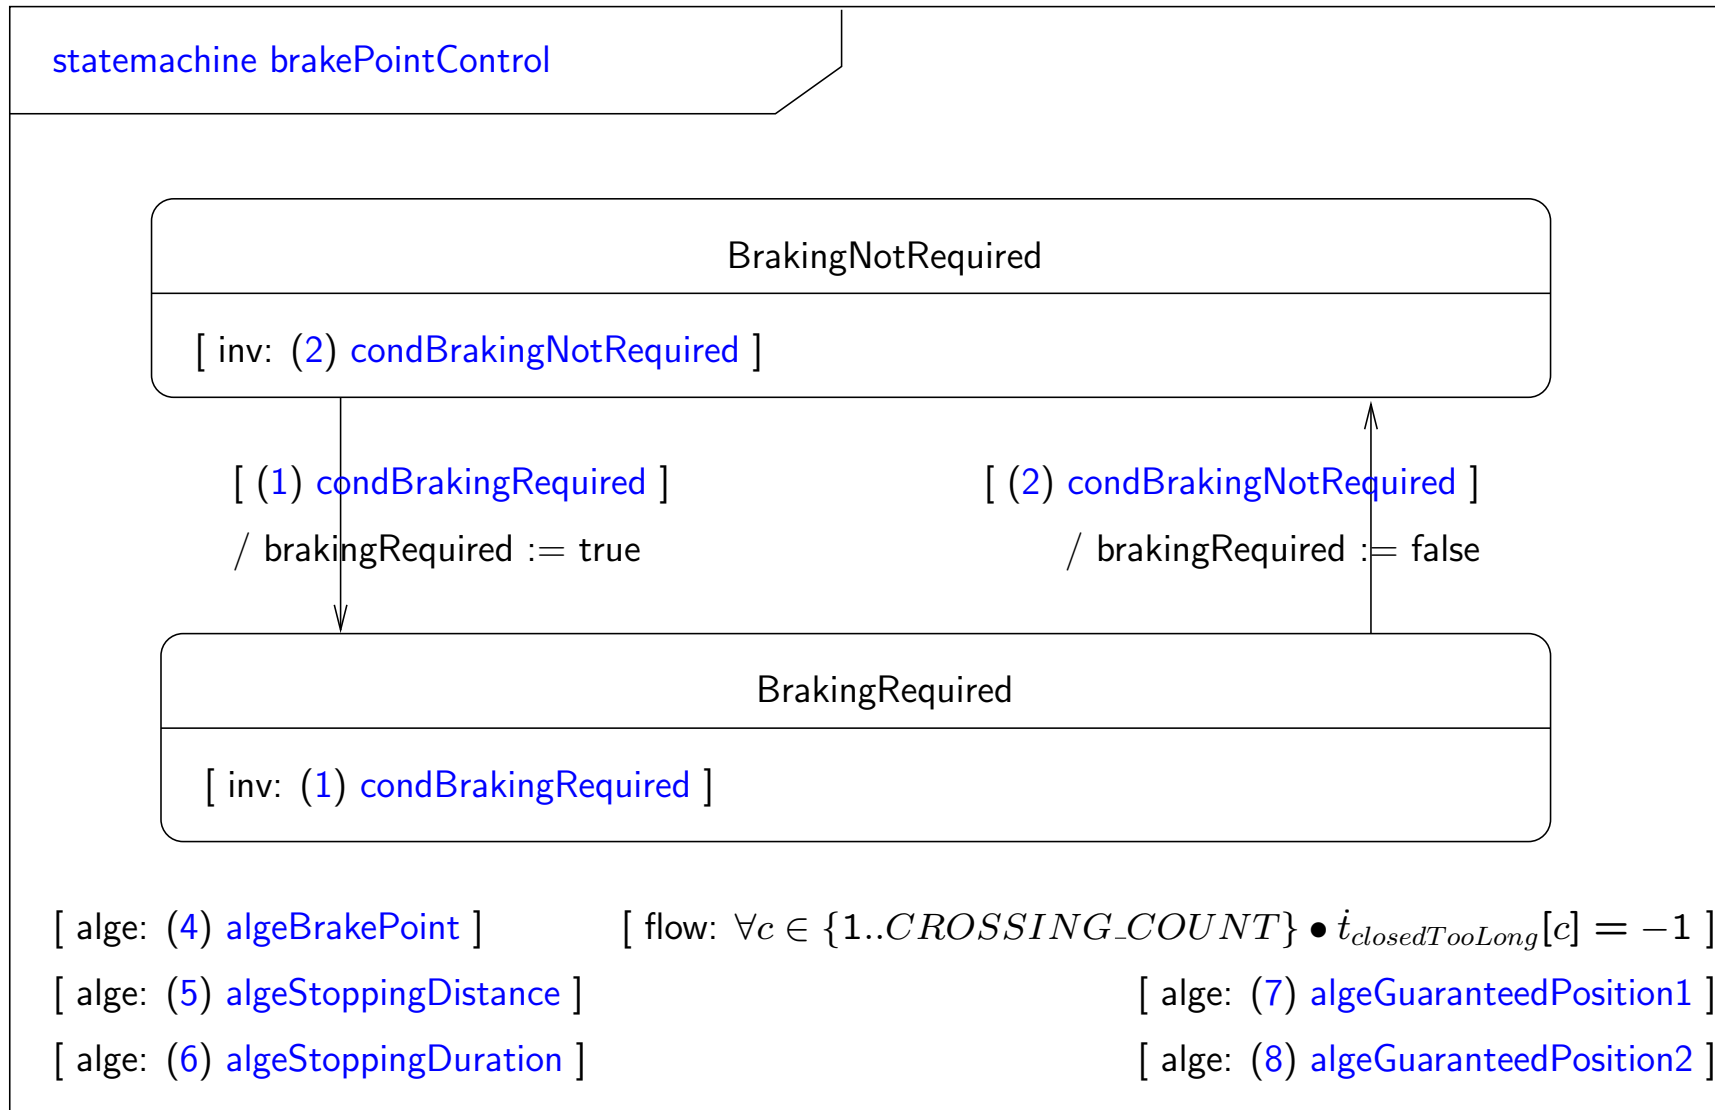 statemachine brakePointControl
BrakingNotRequired
[ inv: (2) condBrakingNotRequired ]
[ (1) condBrakingRequired ]
[ (2) condBrakingNotRequired ]
/ brakingRequired := true
/ brakingRequired := false
BrakingRequired
[ inv: (1) condBrakingRequired ]
[ alge: (4) algeBrakePoint ]
[ flow: ∀c ∈ {1..CROSSING_COUNT} • ṫ_closedTooLong[c] = −1 ]
[ alge: (5) algeStoppingDistance ]
[ alge: (7) algeGuaranteedPosition1 ]
[ alge: (6) algeStoppingDuration ]
[ alge: (8) algeGuaranteedPosition2 ]